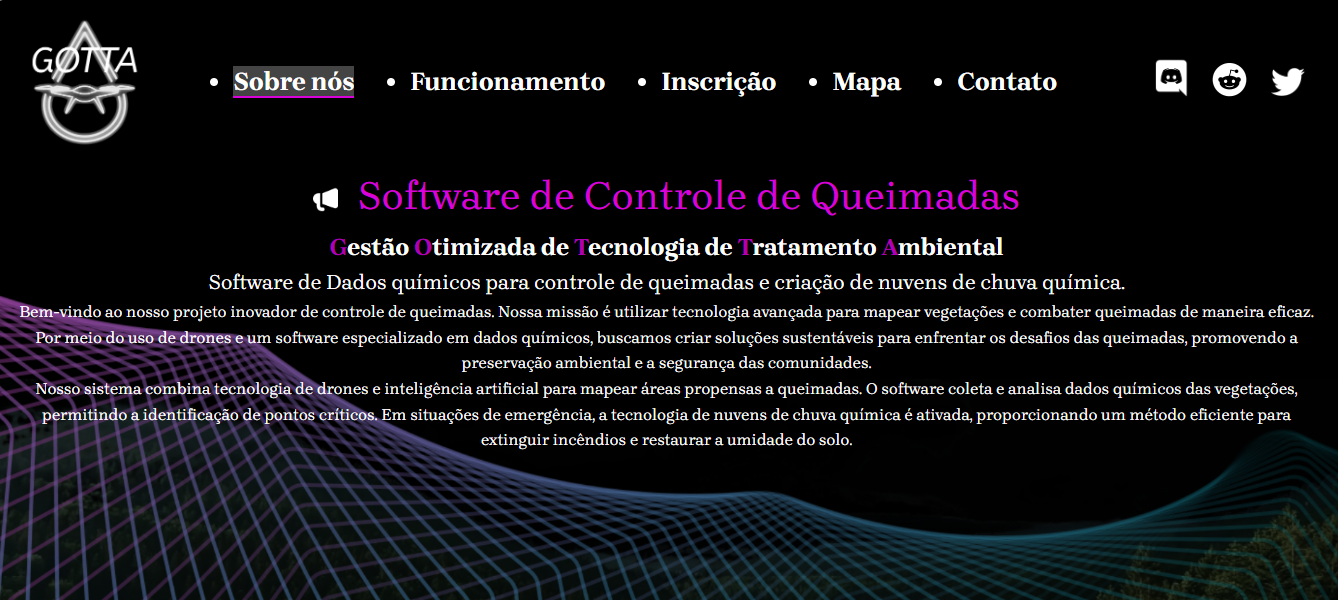 GOTTA
Sobre nós
Funcionamento
Inscrição
Mapa
Contato
Software de Controle de Queimadas
Gestão Otimizada de Tecnologia de Tratamento Ambiental
Software de Dados químicos para controle de queimadas e criação de nuvens de chuva química.
Bem-vindo ao nosso projeto inovador de controle de queimadas. Nossa missão é utilizar tecnologia avançada para mapear vegetações e combater queimadas de maneira eficaz.
Por meio do uso de drones e um software especializado em dados químicos, buscamos criar soluções sustentáveis para enfrentar os desafios das queimadas, promovendo a
preservação ambiental e a segurança das comunidades.
Nosso sistema combina tecnologia de drones e inteligência artificial para mapear áreas propensas a queimadas. O software coleta e analisa dados químicos das vegetações,
permitindo a identificação de pontos críticos. Em situações de emergência, a tecnologia de nuvens de chuva química é ativada, proporcionando um método eficiente para
extinguir incêndios e restaurar a umidade do solo.